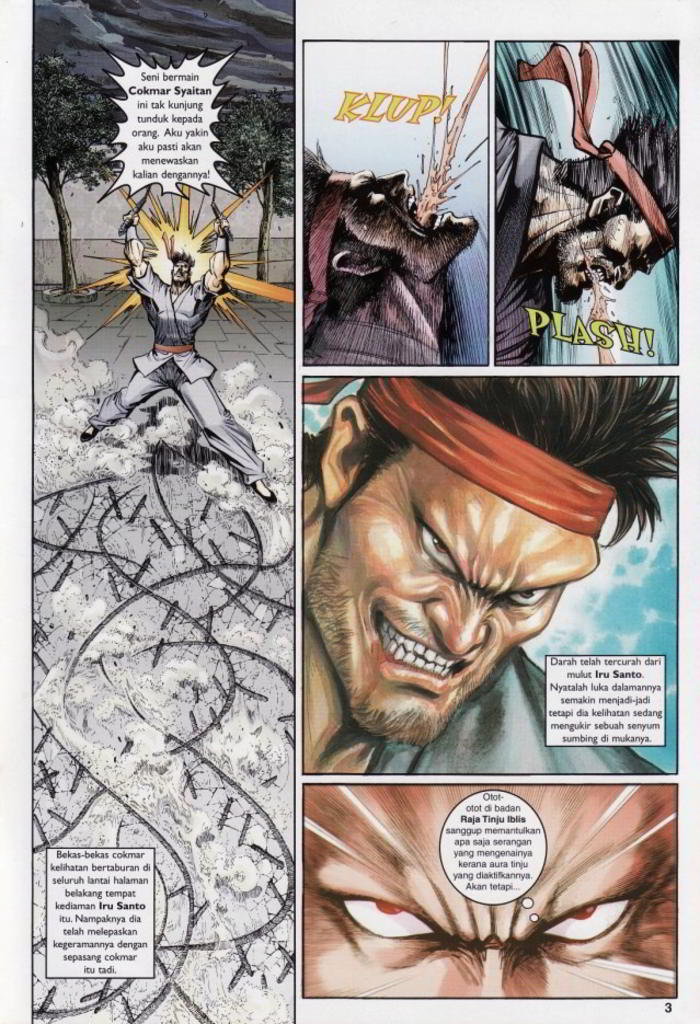 Seni bermain
Cokmar Syaitan
ini tak kunjung
tunduk kepada
orang. Aku yakin
aku pasti akan
menewaskan
kalian dengannya!
KLUP!
PLASH!
Darah telah tercurah dari
mulut Iru Santo.
Nyatalah luka dalamannya
semakin menjadi-jadi
tetapi dia kelihatan sedang
mengukir sebuah senyum
sumbing di mukanya.
Bekas-bekas cokmar
kelihatan bertaburan di
seluruh lantai halaman
belakang tempat
kediaman Iru Santo
itu. Nampaknya dia
telah melepaskan
kegeramannya dengan
sepasang cokmar
itu tadi.
Otot-
otot di badan
Raja Tinju Iblis
sanggup memantulkan
apa saja serangan
yang mengenainya
kerana aura tinju
yang diaktifkannya.
Akan tetapi...
3